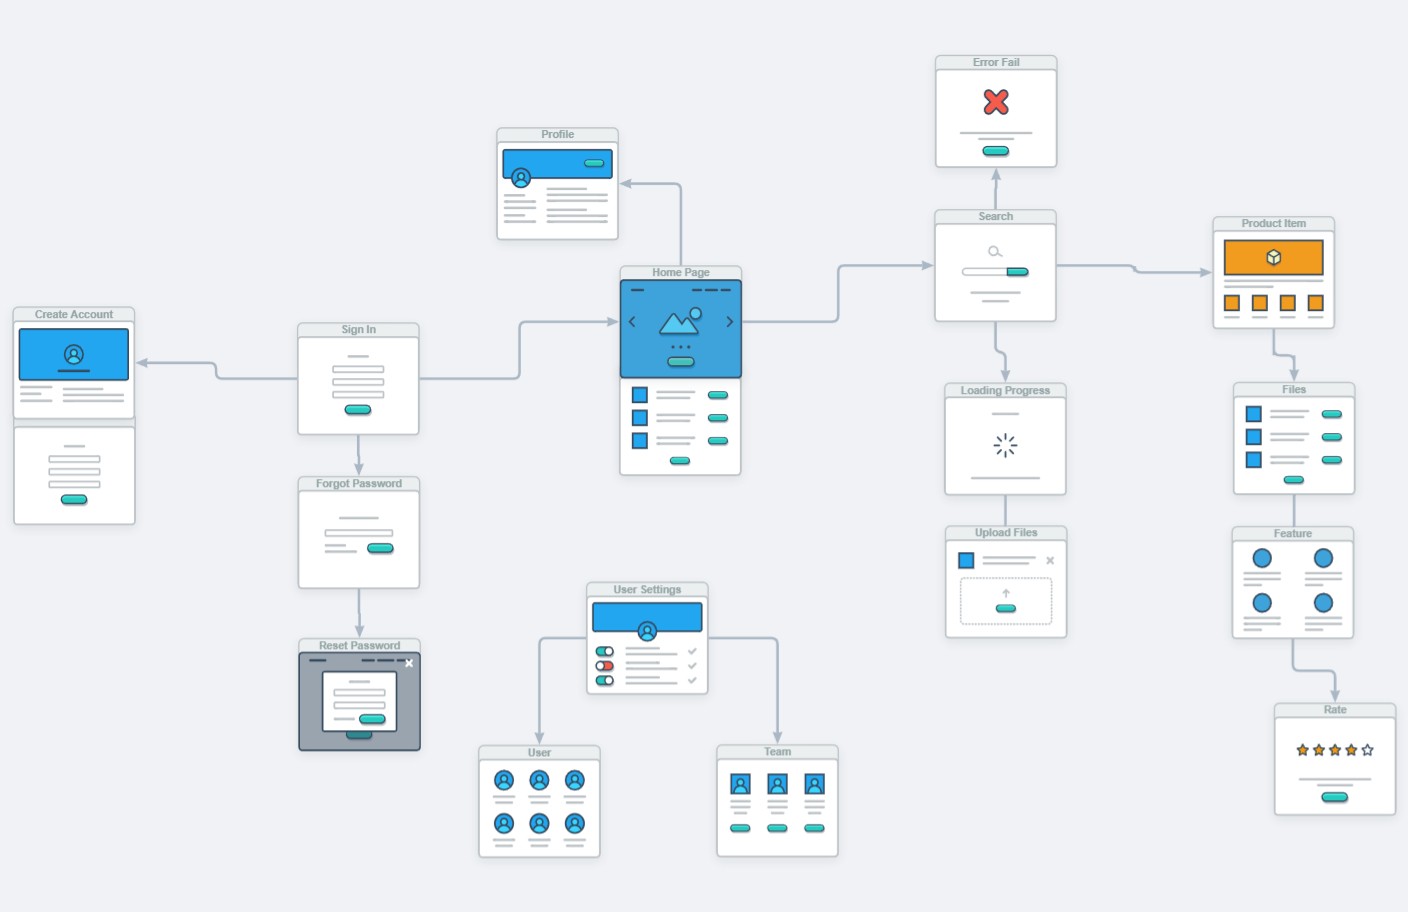 Error Fail
Profile
Search
Product Item
Home Page
Create Account
Sign In
Loading Progress
Files
Forgot Password
Upload Files
Feature
User Settings
Reset Password
Rate
User
Team